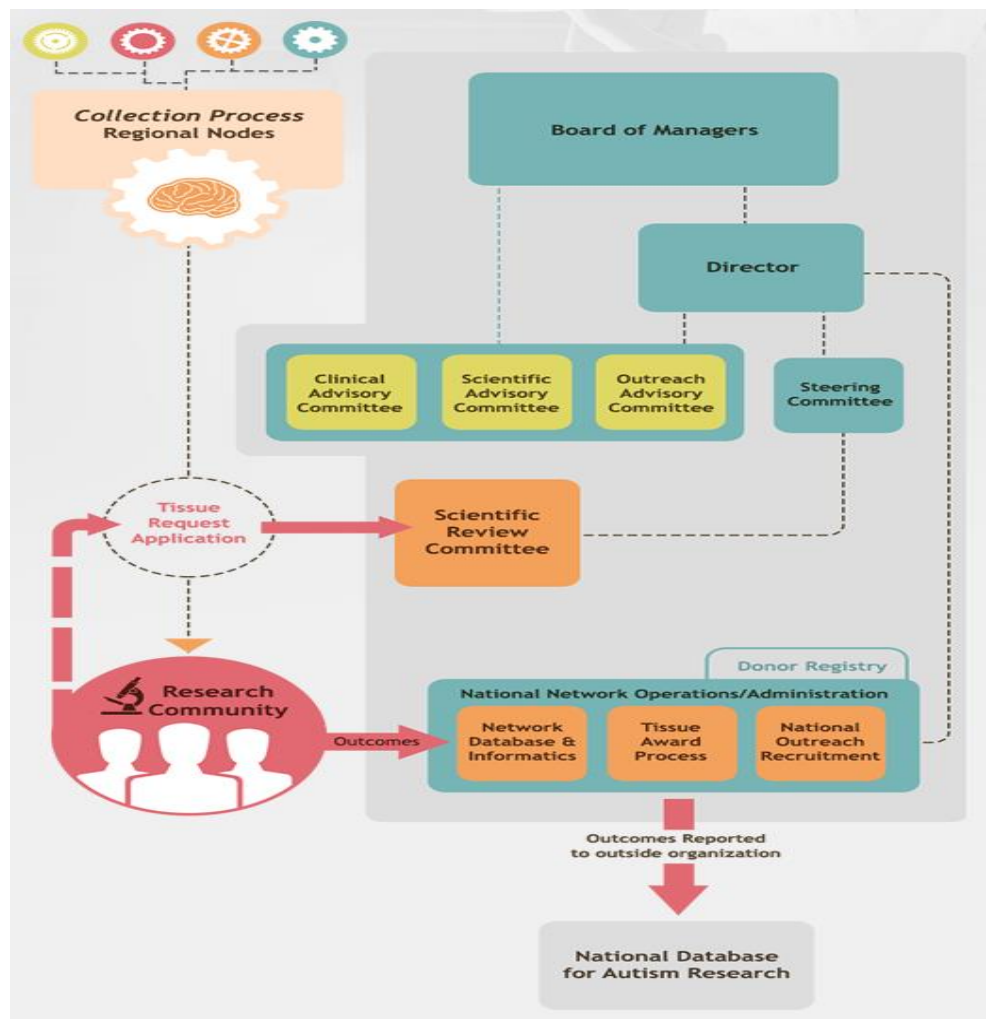 Collection Process
Regional Nodes
Board of Managers
Director
Clinical
Advisory
Committee
Scientific
Advisory
Committee
Outreach
Advisory
Committee
Steering
Committee
Tissue
Request
Application
Scientific
Review
Committee
Research
Community
Outcomes
Donor Registry
National Network Operations/Administration
Network
Database &
Informatics
Tissue
Award
Process
National
Outreach
Recruitment
Outcomes Reported
to outside organization
National Database
for Autism Research